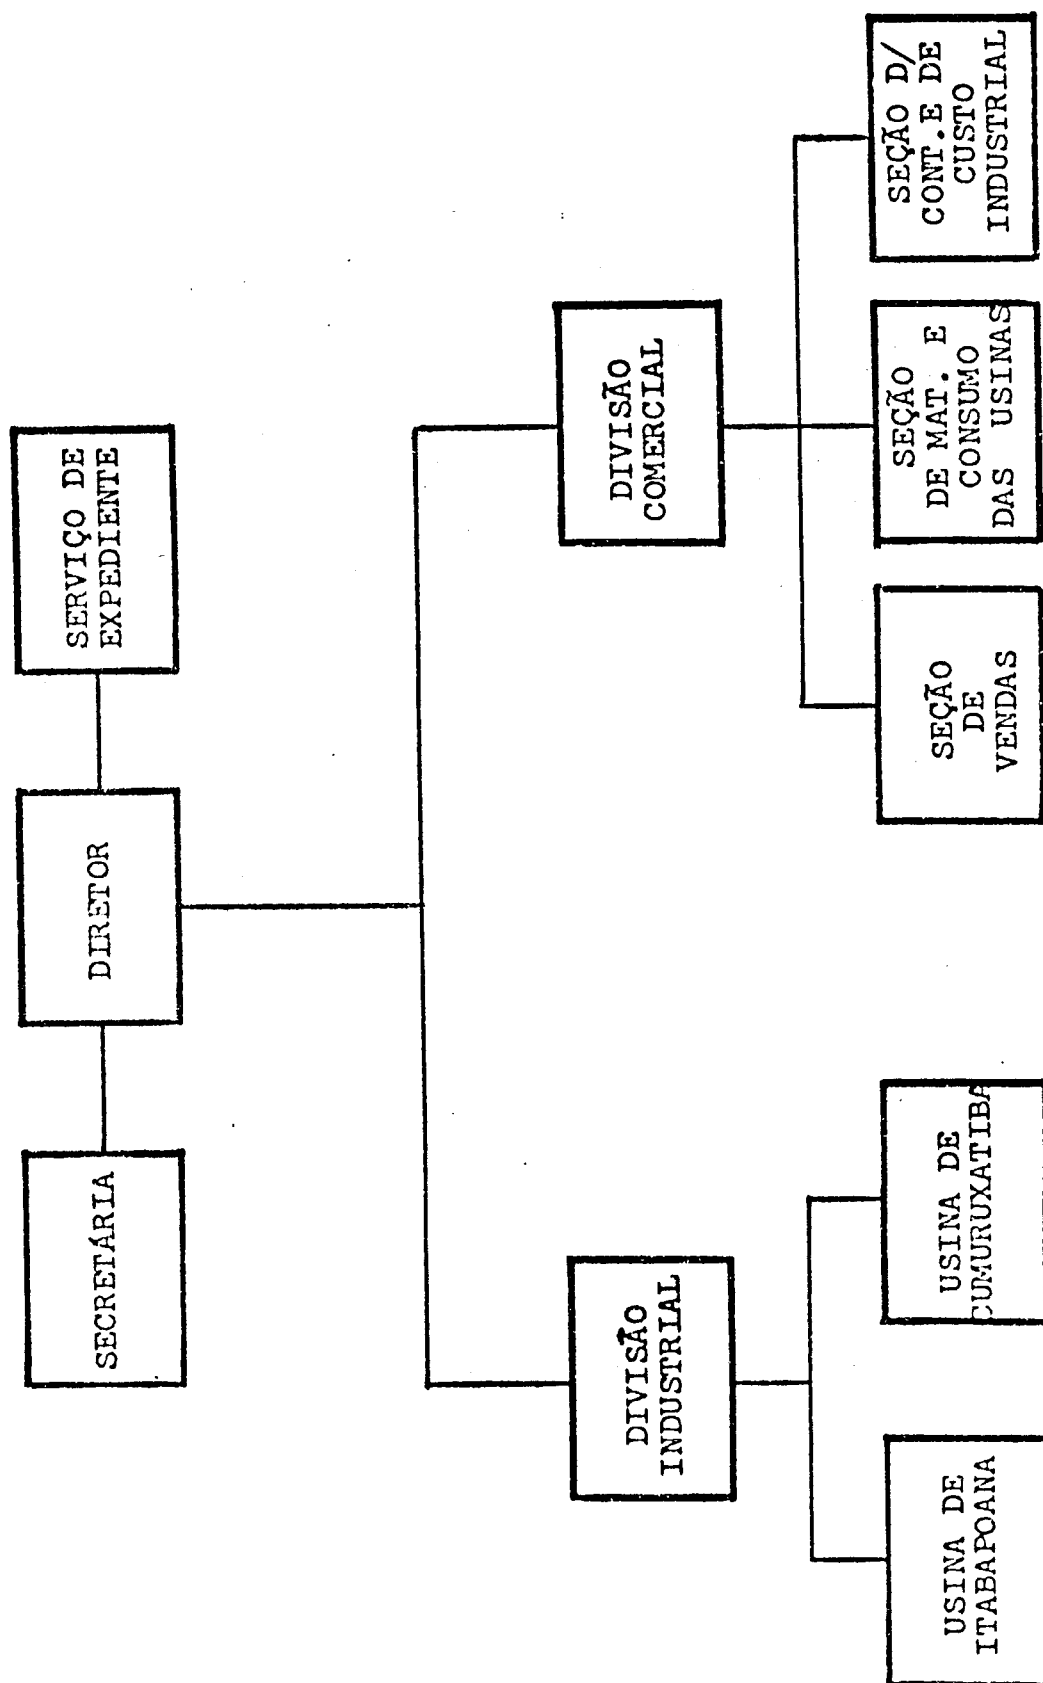 SECRETÁRIA
DIRETOR
SERVIÇO DE
EXPEDIENTE
DIVISÃO
INDUSTRIAL
DIVISÃO
COMERCIAL
USINA DE
ITABAPOANA
USINA DE
CUMURUXATIBA
SEÇÃO
DE
VENDAS
SEÇÃO
DE MAT. E
CONSUMO
DAS USINAS
SEÇÃO D/
CONT. E DE
CUSTO
INDUSTRIAL